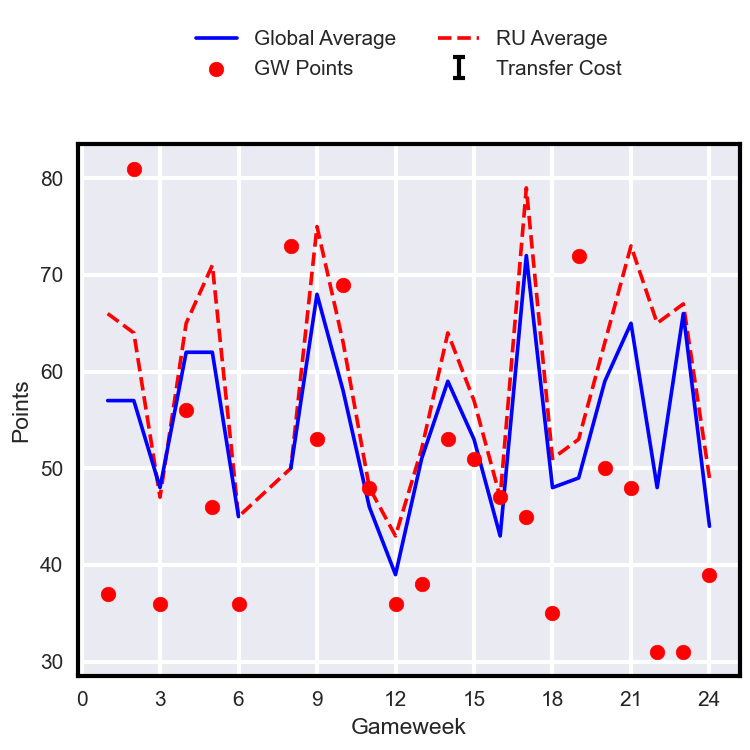 Global Average
RU Average
GW Points
Transfer Cost
80
70
60
50
40
30
Points
0 3 6 9 12 15 18 21 24
Gameweek